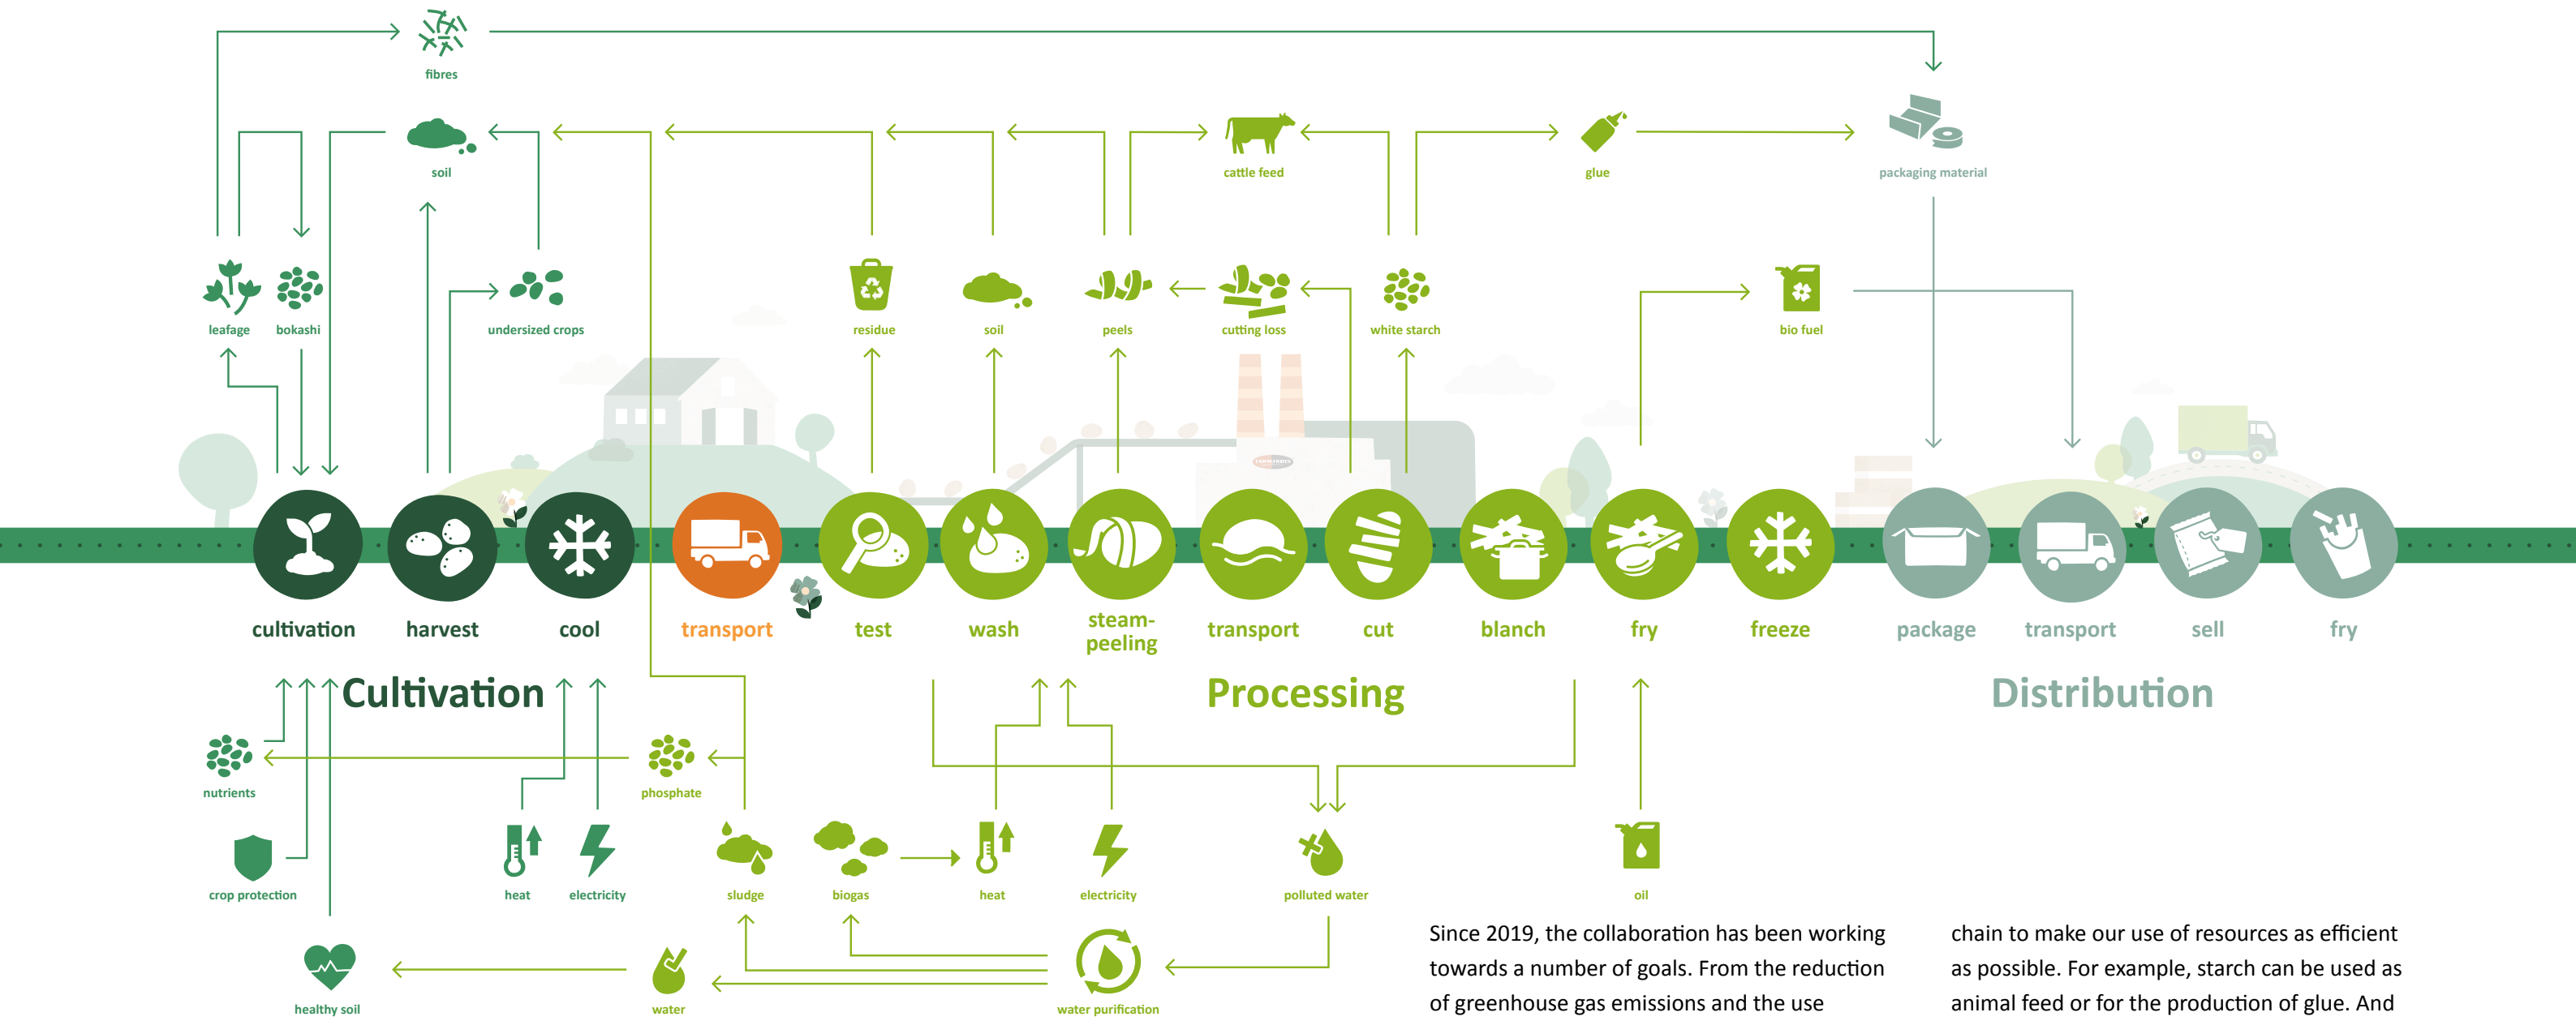 fibres
soil
cattle feed
glue
packaging material
leafage
bokashi
undersized crops
residue
soil
peels
cutting loss
white starch
bio fuel
cultivation
harvest
cool
transport
test
wash
steam-
peeling
transport
cut
blanch
fry
freeze
package
transport
sell
fry
Cultivation
Processing
Distribution
nutrients
phosphate
crop protection
heat
electricity
sludge
biogas
heat
electricity
polluted water
oil
healthy soil
water
water purification
Since 2019, the collaboration has been working
towards a number of goals. From the reduction
of greenhouse gas emissions and the use
chain to make our use of resources as efficient
as possible. For example, starch can be used as
animal feed or for the production of glue. And